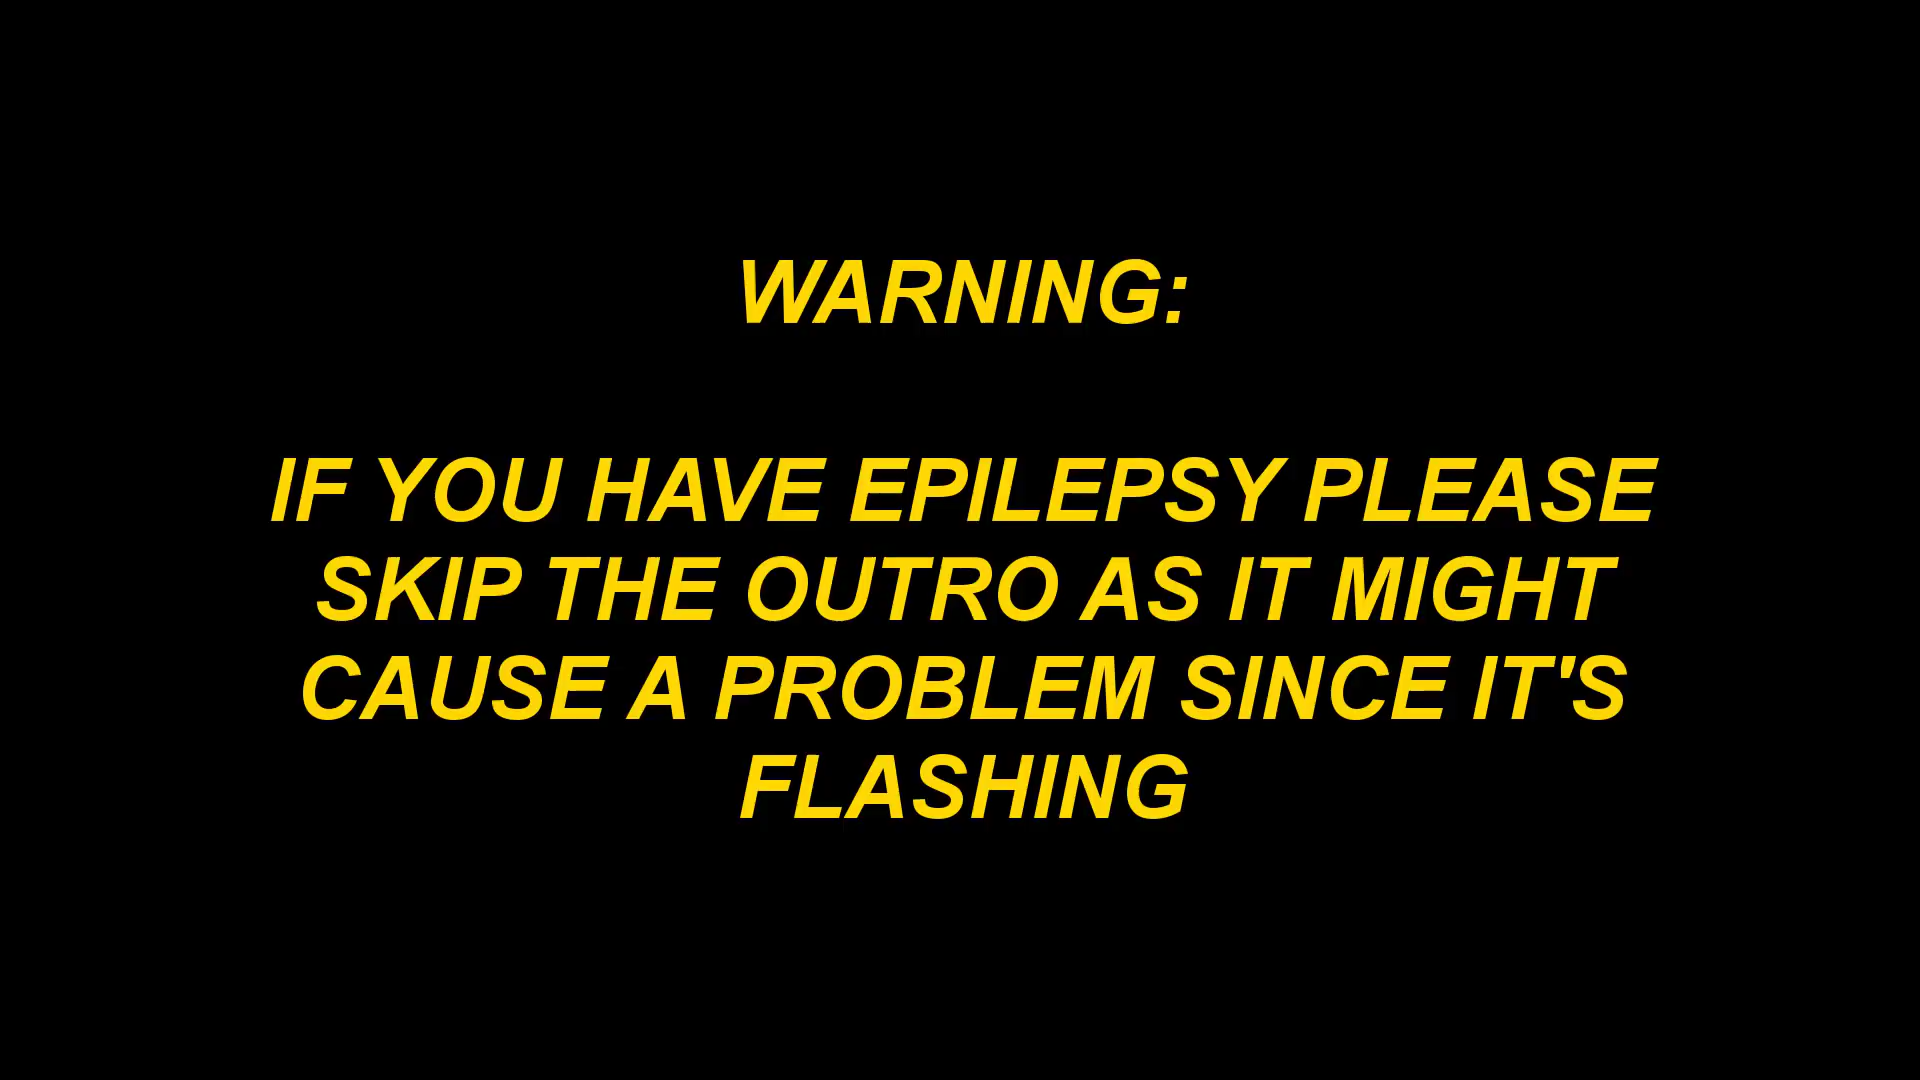 WARNING:
IF YOU HAVE EPILEPSY PLEASE
SKIP THE OUTRO AS IT MIGHT
CAUSE A PROBLEM SINCE IT'S
FLASHING